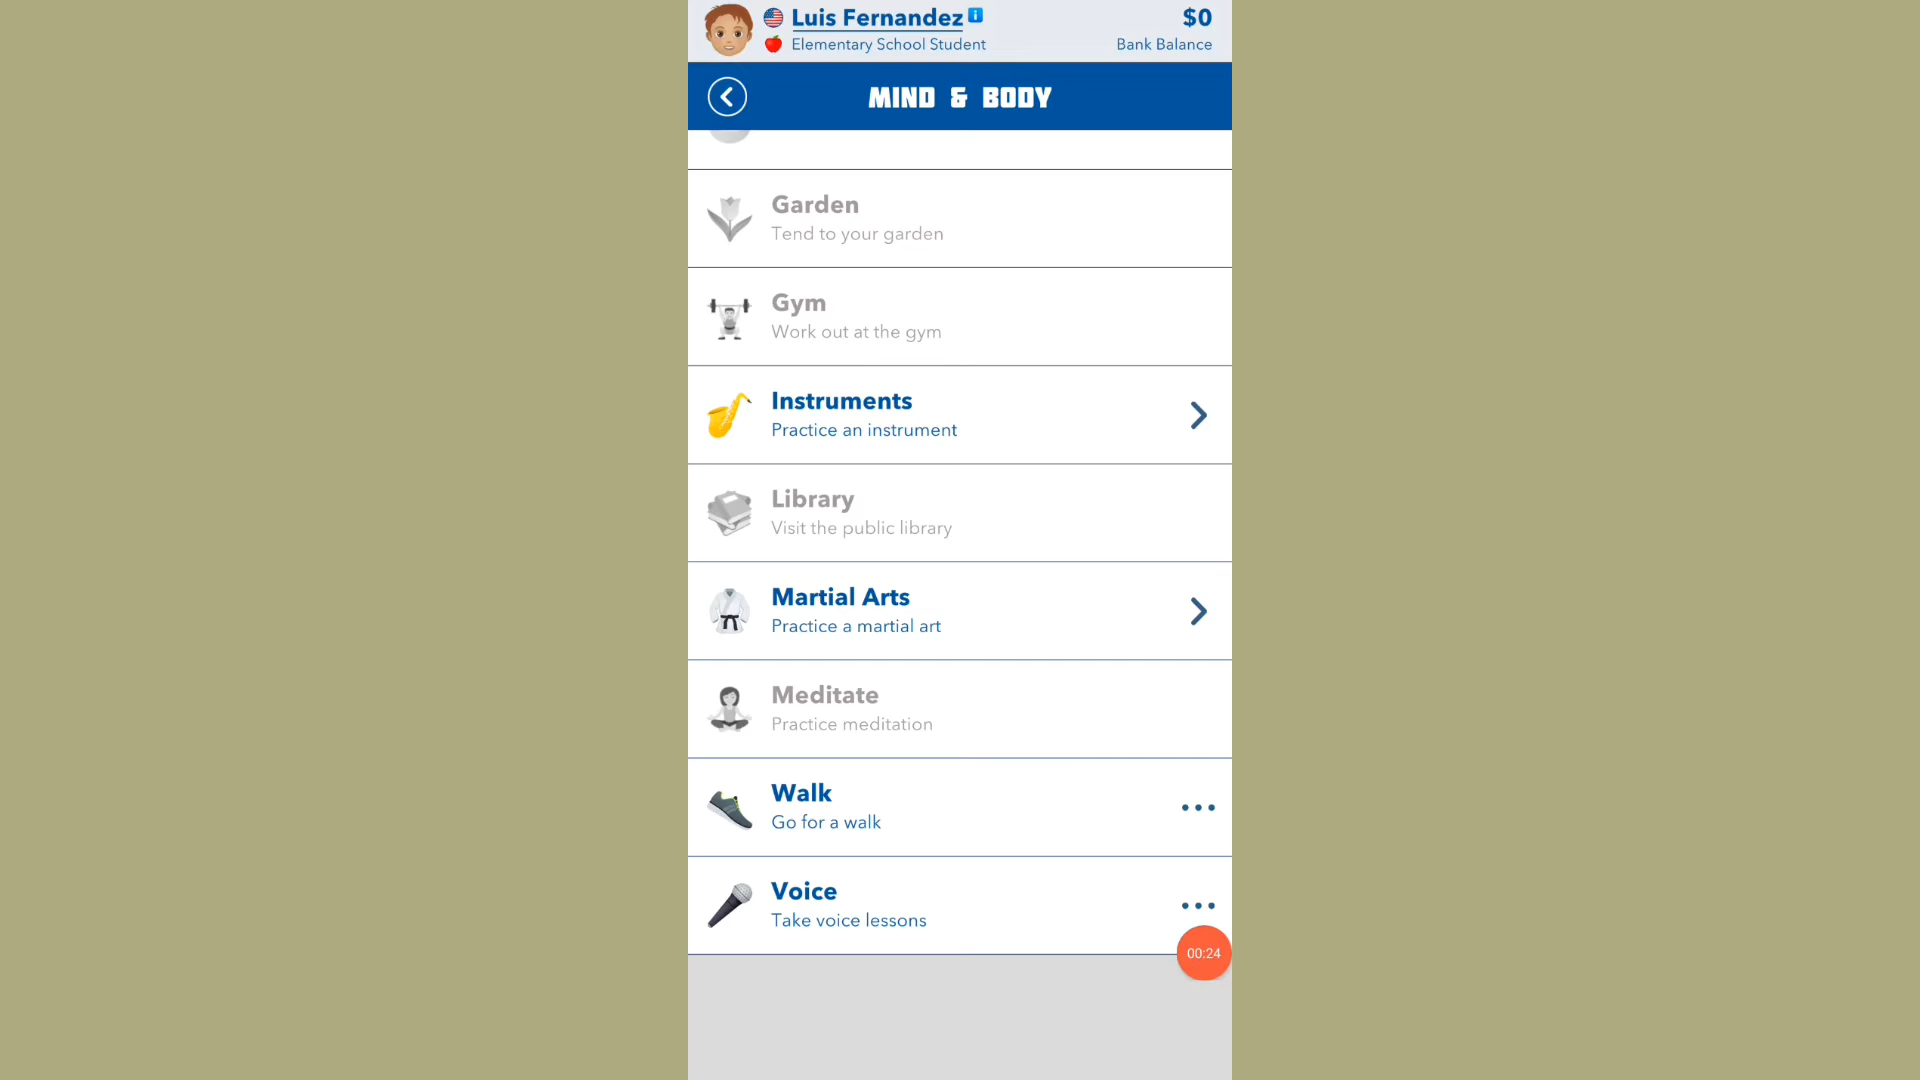 Luis Fernandez
$0
Elementary School Student
Bank Balance
MIND & BODY
Garden
Tend to your garden
Gym
Work out at the gym
Instruments
Practice an instrument
Library
Visit the public library
Martial Arts
Practice a martial art
Meditate
Practice meditation
Walk
Go for a walk
Voice
Take voice lessons
00:24